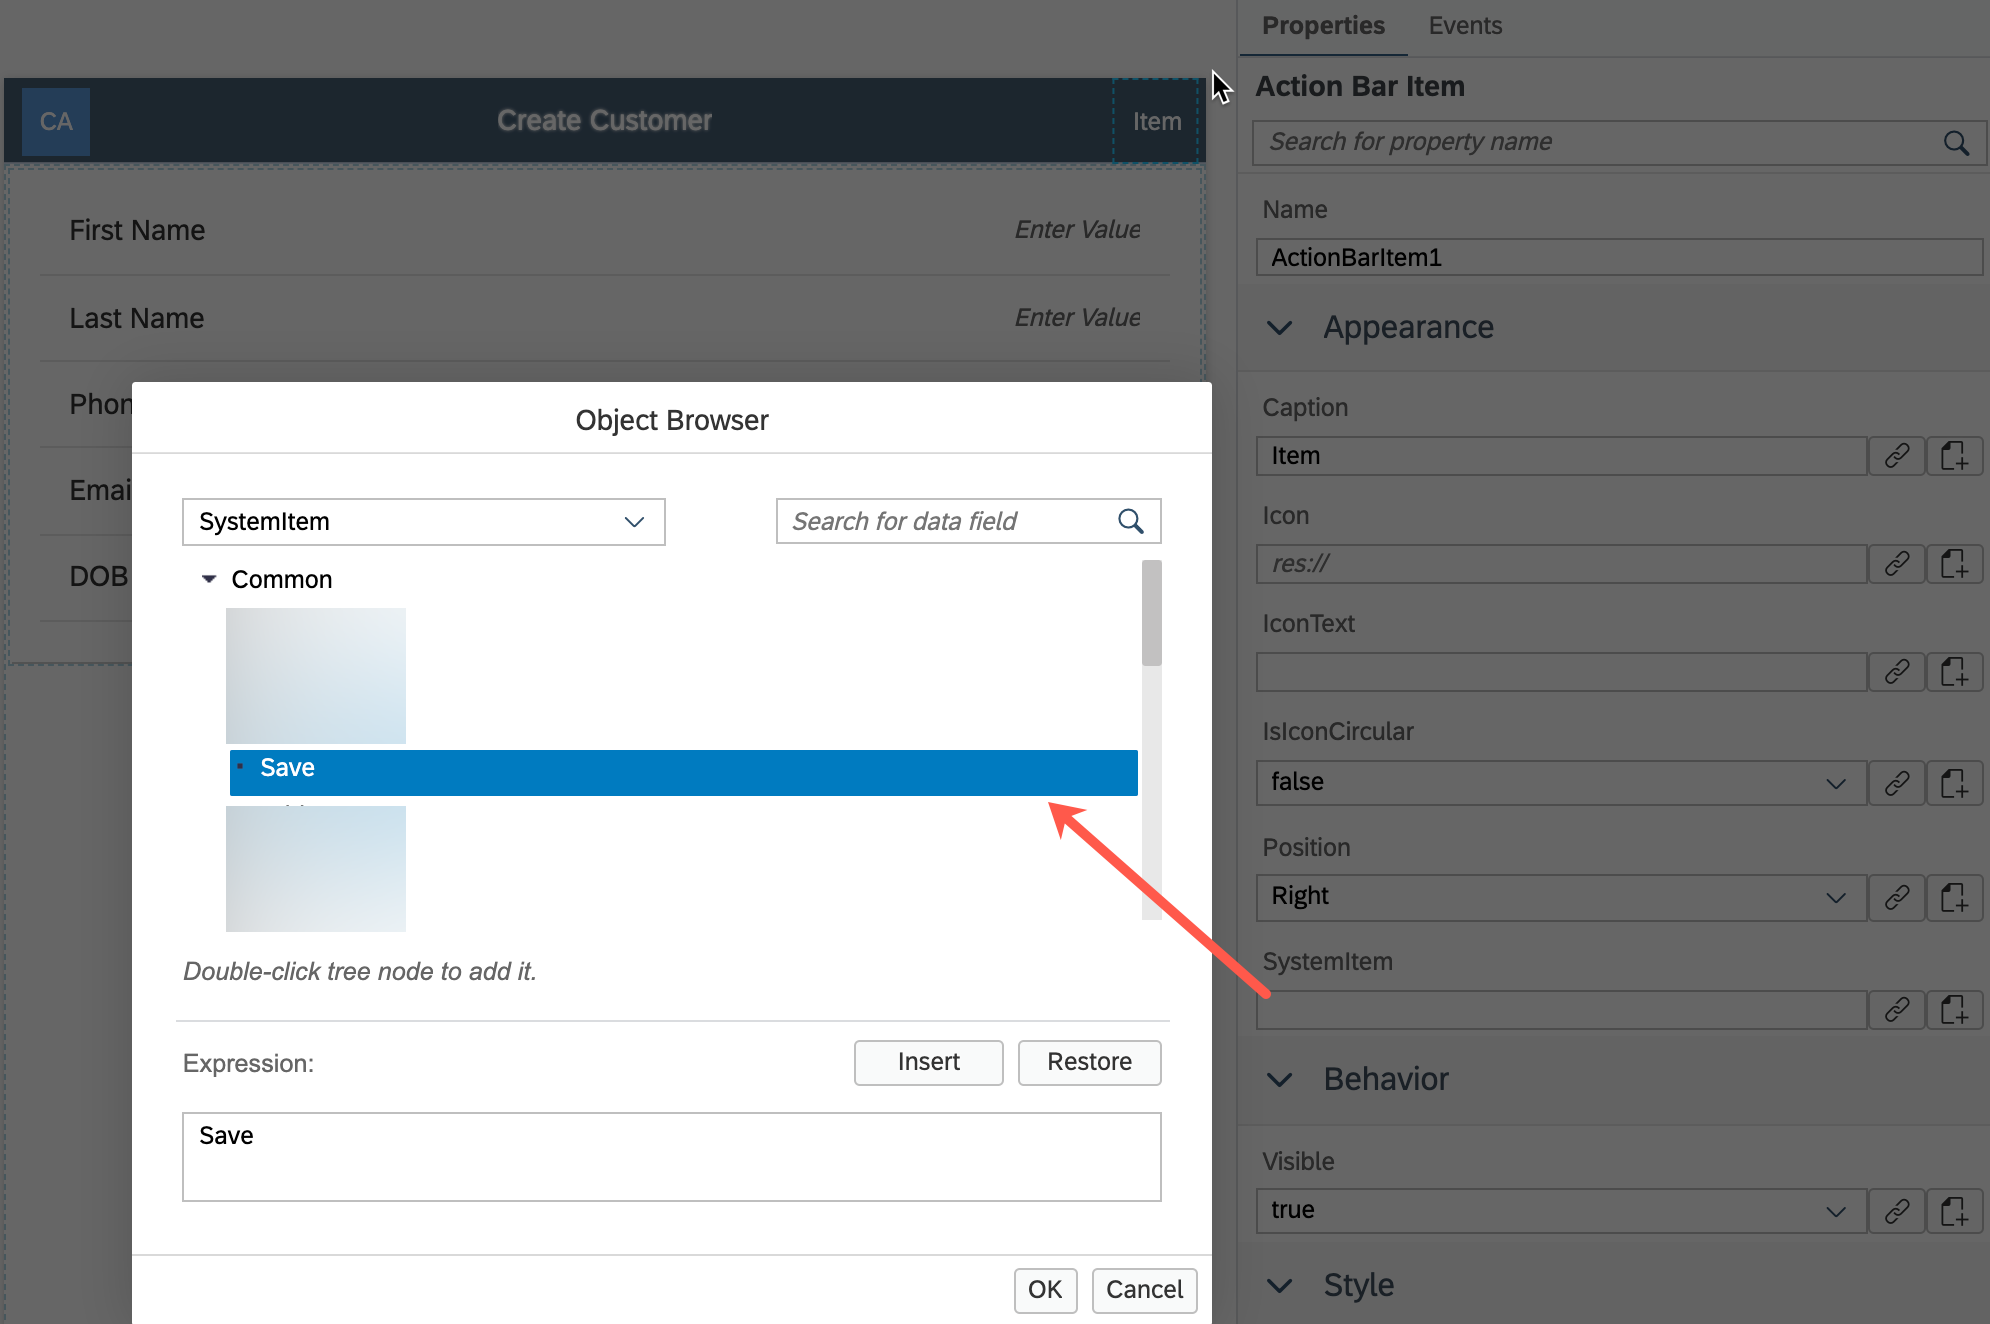 Properties
Events
CA
Create Customer
Item
Action Bar Item
Search for property name
First Name
Enter Value
Name
ActionBarItem1
Last Name
Enter Value
Appearance
Phon
Emai
DOB
Caption
Item
Icon
res://
IconText
IsIconCircular
false
Position
Right
SystemItem
Behavior
Visible
true
Style
Object Browser
SystemItem
Search for data field
Common
Save
Double-click tree node to add it.
Expression:
Insert
Restore
Save
OK
Cancel